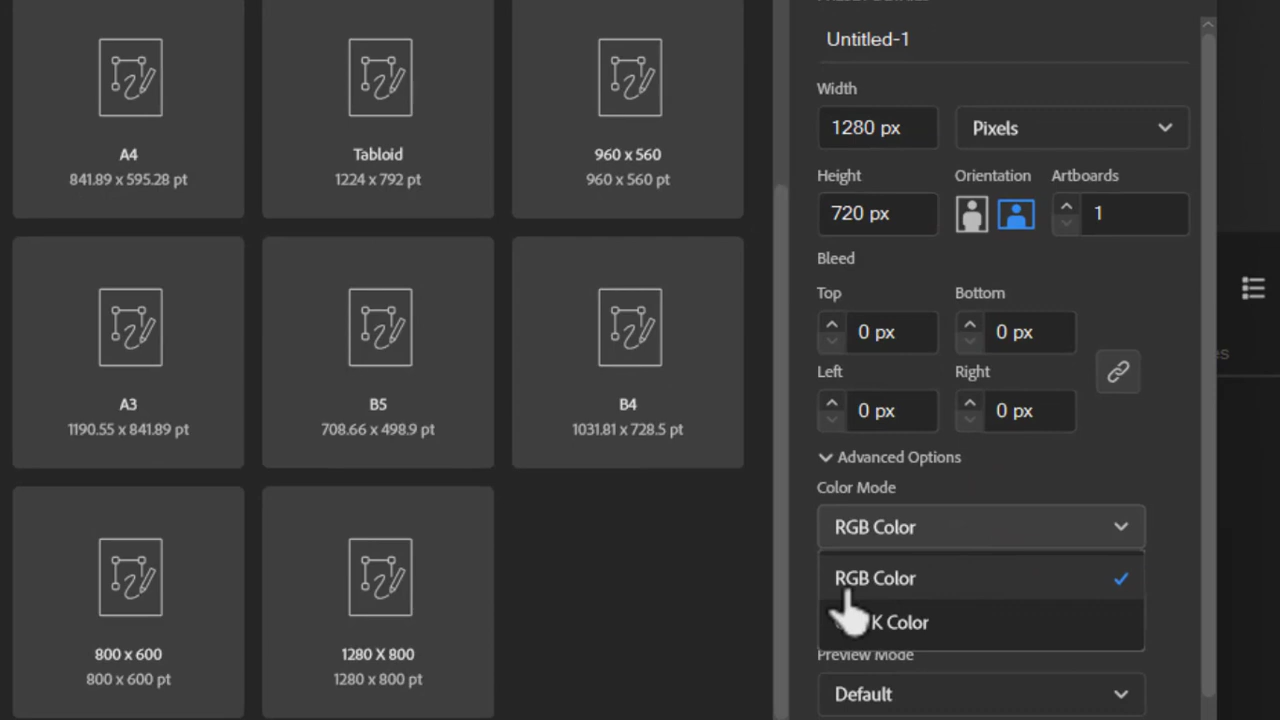 A4
841.89 x 595.28 pt
Tabloid
1224 x 792 pt
960 x 560
960 x 560 pt
A3
1190.55 x 841.89 pt
B5
708.66 x 498.9 pt
B4
1031.81 x 728.5 pt
800 x 600
800 x 600 pt
1280 X 800
1280 x 800 pt
Untitled-1
Width
1280 px
Pixels
Height
Orientation
Artboards
720 px
1
Bleed
Top
Bottom
0 px
0 px
Left
Right
0 px
0 px
Advanced Options
Color Mode
RGB Color
RGB Color
K Color
Preview Mode
Default